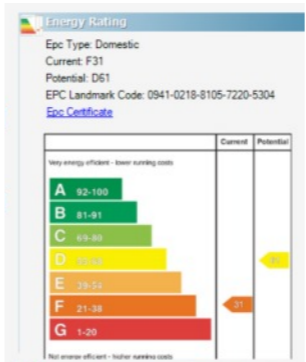 Energy Rating
Epc Type: Domestic
Current: F31
Potential: D61
EPC Landmark Code: 0941-0218-8105-7220-5304
Epc Certificate
Current Potential
Very energy efficient - lower running costs
A 92-100
B 81-91
C 69-80
D
E 39-54
F 21-38 31
G 1-20
Not energy efficient - higher running costs